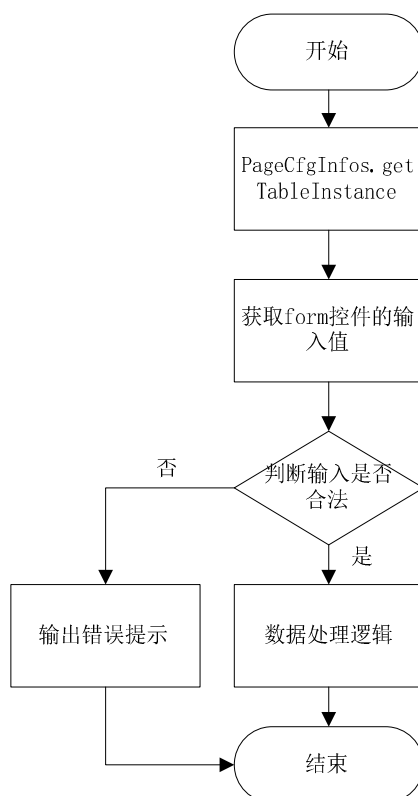 开始
PageCfgInfos.get
TableInstance
获取form控件的输
入值
判断输入是否
合法
否
是
输出错误提示
数据处理逻辑
结束